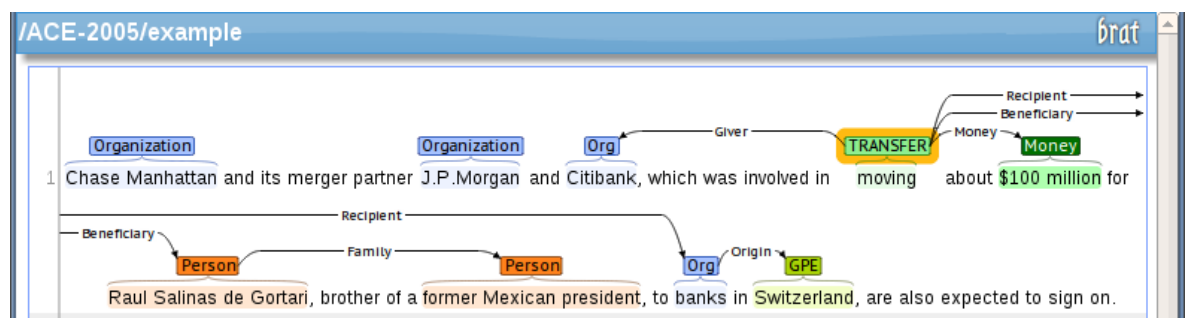 /ACE-2005/example brat
Recipient
Beneficiary
Giver Money
Organization Organization Org TRANSFER Money
1 Chase Manhattan and its merger partner J.P.Morgan and Citibank, which was involved in moving about $100 million for
Recipient
Beneficiary Family Origin
Person Person Org GPE
Raul Salinas de Gortari, brother of a former Mexican president, to banks in Switzerland, are also expected to sign on.